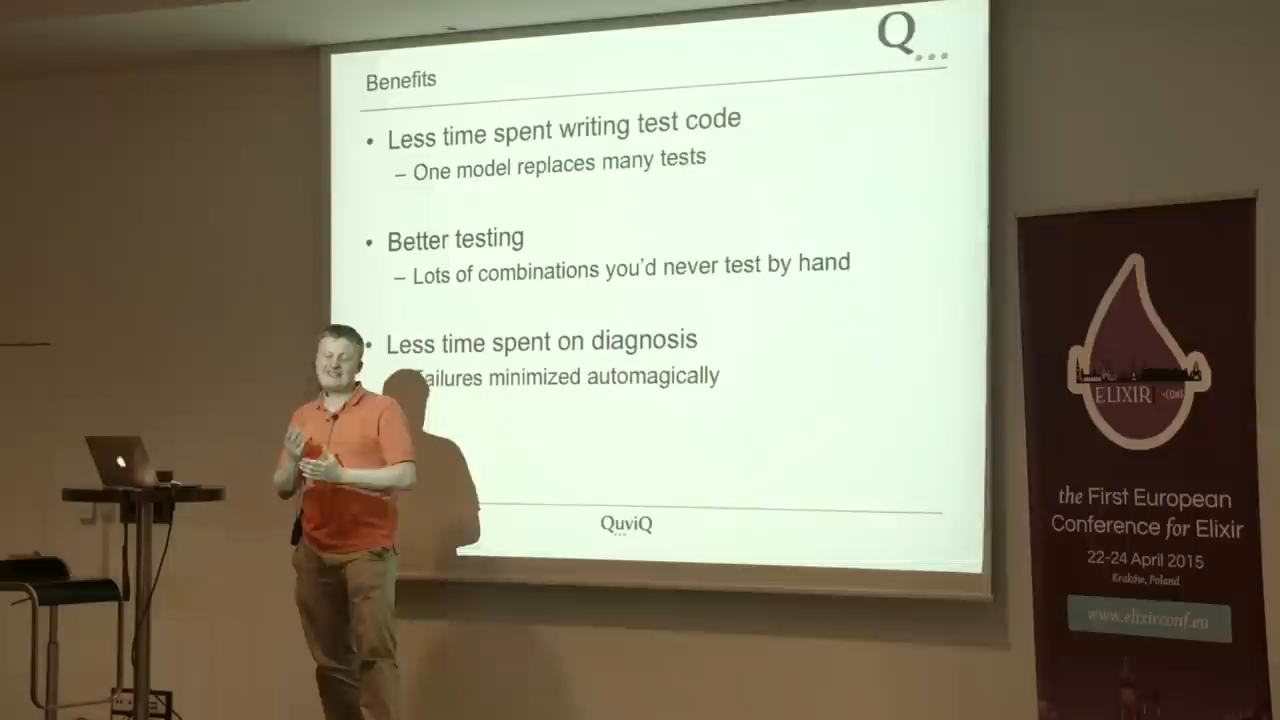 Q...
Benefits
• Less time spent writing test code
– One model replaces many tests
• Better testing
– Lots of combinations you'd never test by hand
• Less time spent on diagnosis
ailures minimized automagically
QuviQ
ELIXIR -CONF
the First European
Conference for Elixir
22-24 April 2015
Kraków, Poland
www.elixirconf.eu